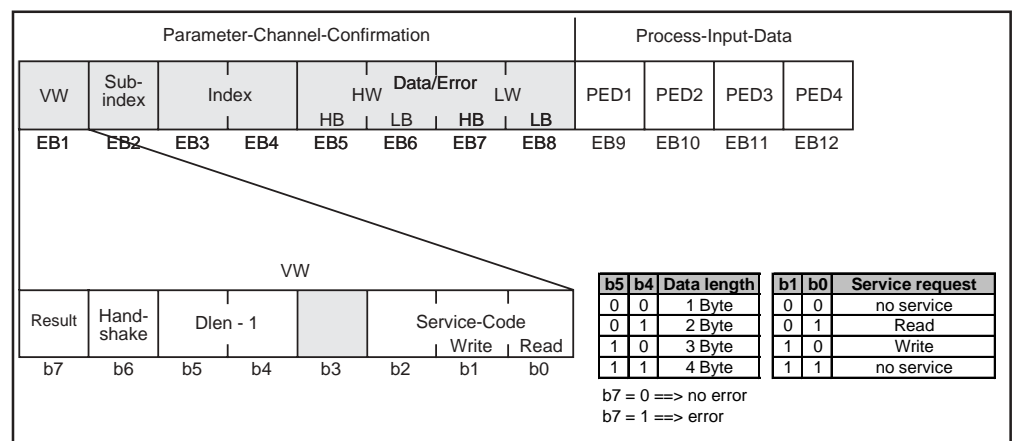 Parameter-Channel-Confirmation Process-Input-Data
VW Sub-index Index HW Data/Error LW PED1 PED2 PED3 PED4
HB LB HB LB
EB1 EB2 EB3 EB4 EB5 EB6 EB7 EB8 EB9 EB10 EB11 EB12
VW
Result Hand-shake Dlen - 1 Service-Code
Write Read
b7 b6 b5 b4 b3 b2 b1 b0
b5 b4 Data length
0 0 1 Byte
0 1 2 Byte
1 0 3 Byte
1 1 4 Byte
b1 b0 Service request
0 0 no service
0 1 Read
1 0 Write
1 1 no service
b7 = 0 ==> no error
b7 = 1 ==> error